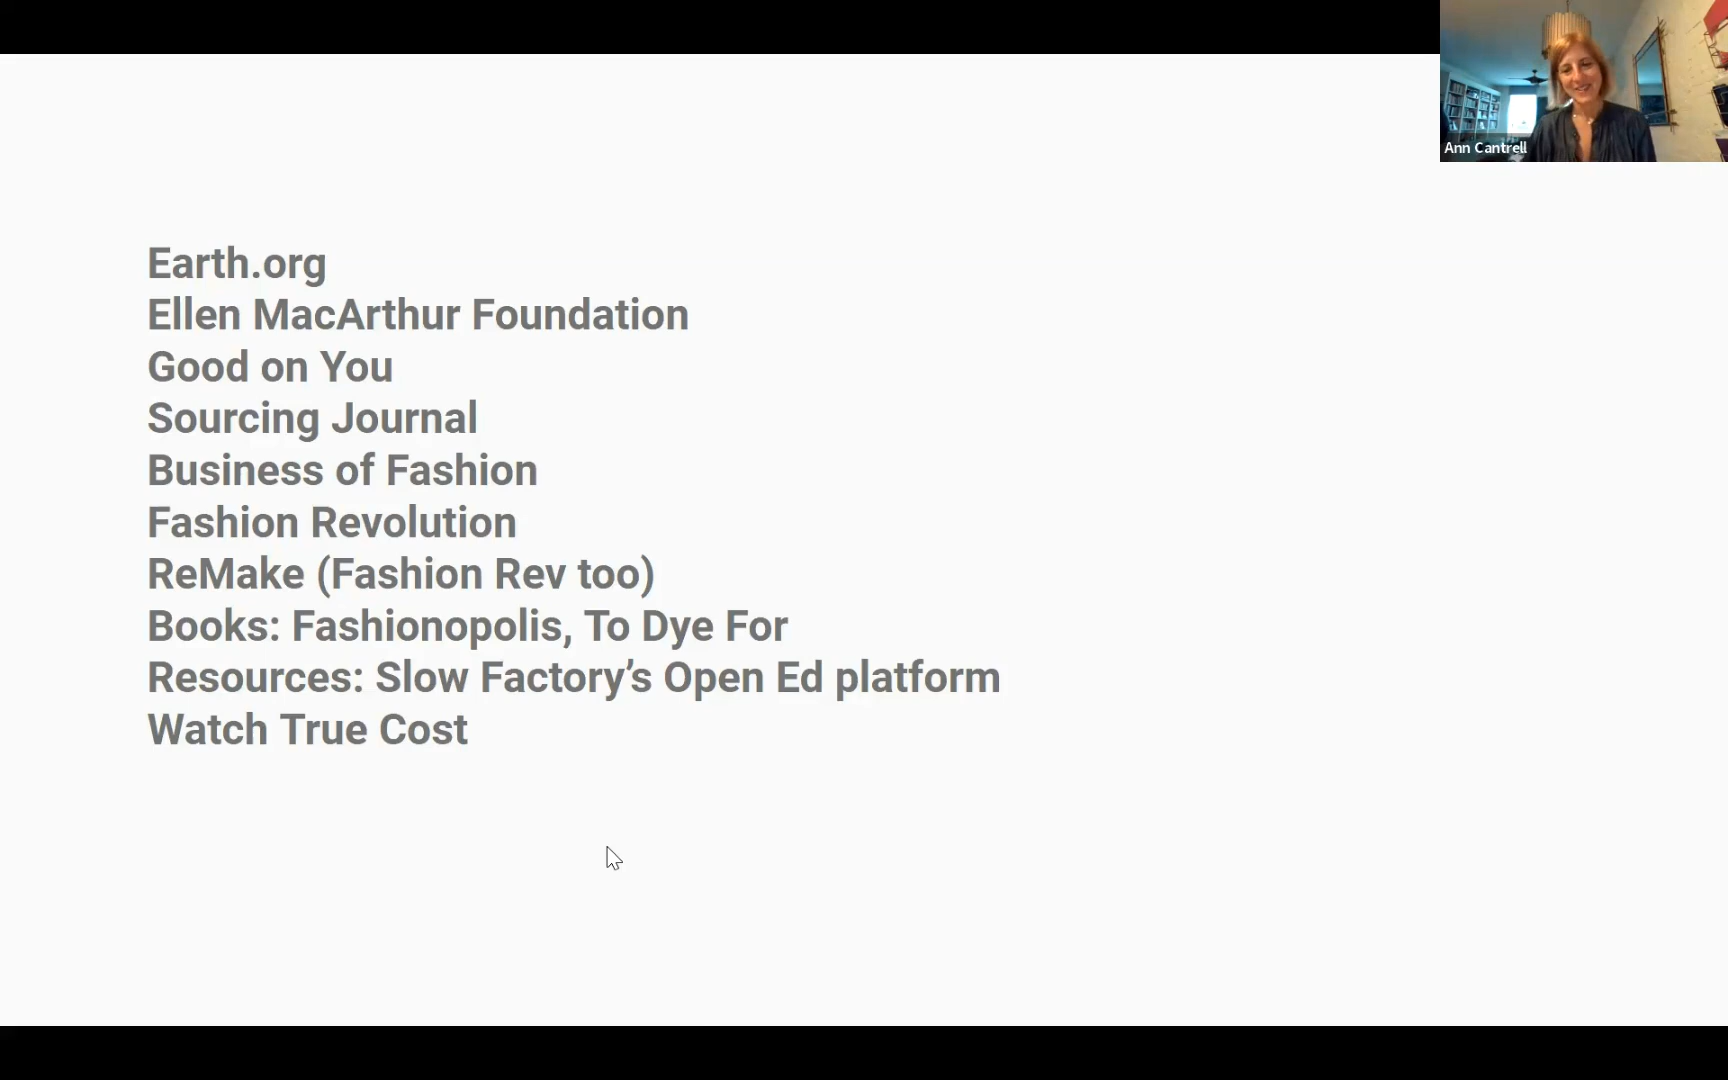 Ann Cantrell
Earth.org
Ellen MacArthur Foundation
Good on You
Sourcing Journal
Business of Fashion
Fashion Revolution
ReMake (Fashion Rev too)
Books: Fashionopolis, To Dye For
Resources: Slow Factory’s Open Ed platform
Watch True Cost